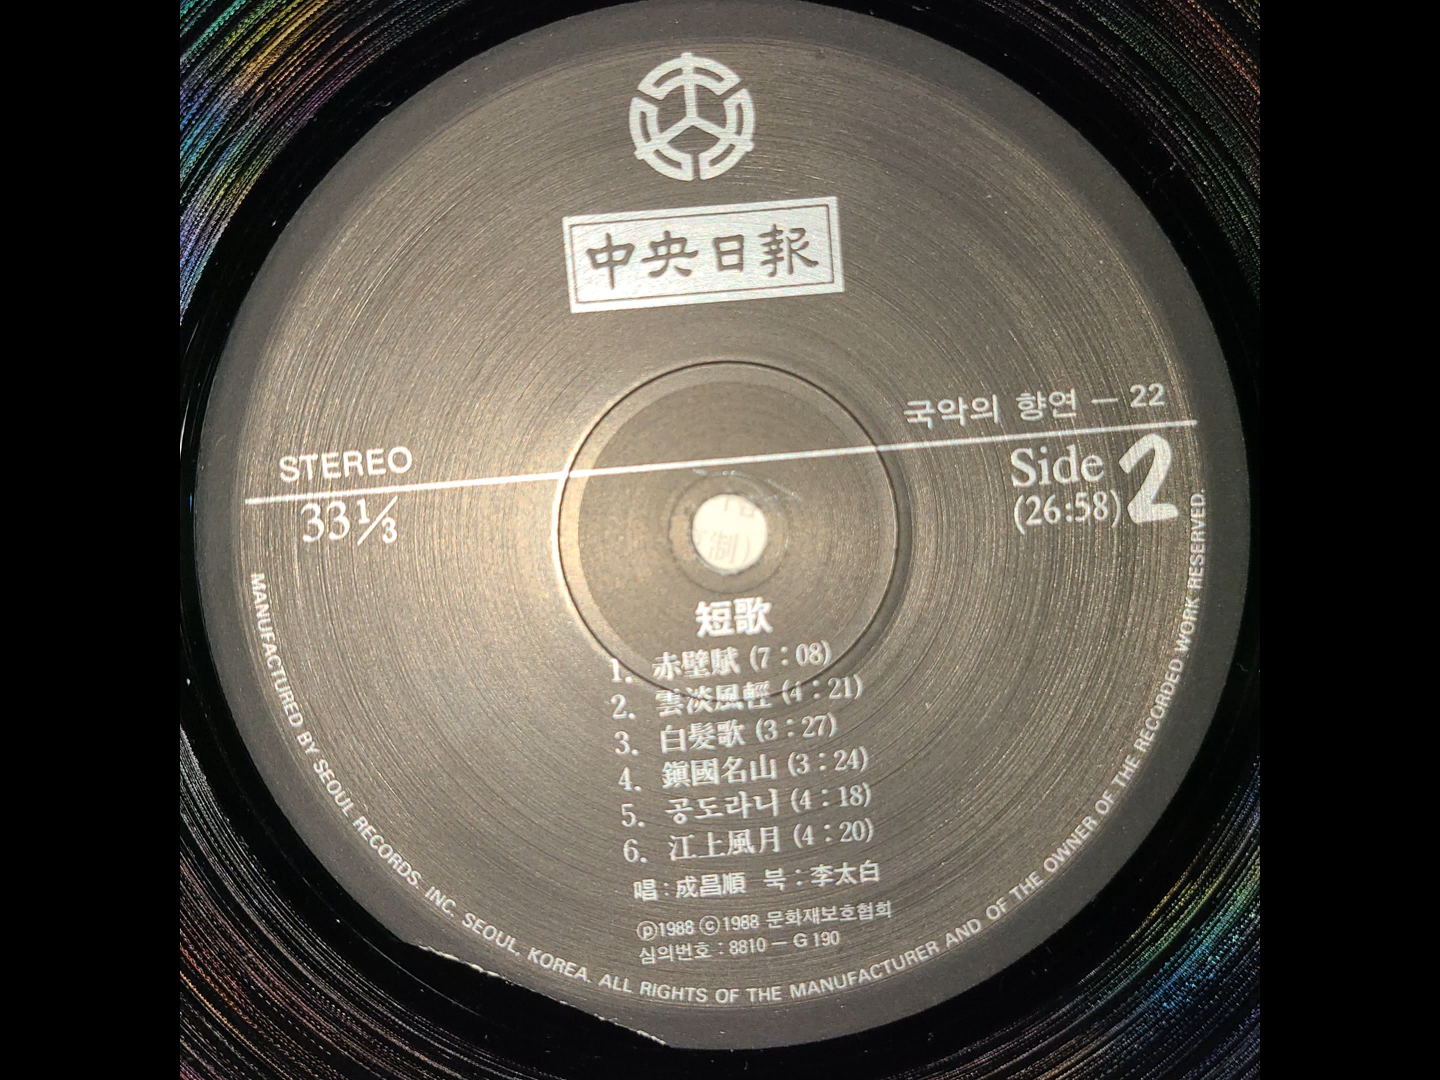 中央日報
국악의 향연 — 22
STEREO
Side 2
33 1/3
(26:58)
短歌
1. 赤壁賦 (7 : 08)
2. 雲淡風輕 (4 : 21)
3. 白髮歌 (3 : 27)
4. 鎭國名山 (3 : 24)
5. 공도라니 (4 : 18)
6. 江上風月 (4 : 20)
唱 : 成昌順 북 : 李太白
ⓟ1988 ⓒ1988 문화재보호협회
심의번호 : 8810 — G 190
MANUFACTURED BY SEOUL RECORDS. INC. SEOUL. KOREA. ALL RIGHTS OF THE MANUFACTURER AND OF THE OWNER OF THE RECORDED WORK RESERVED.